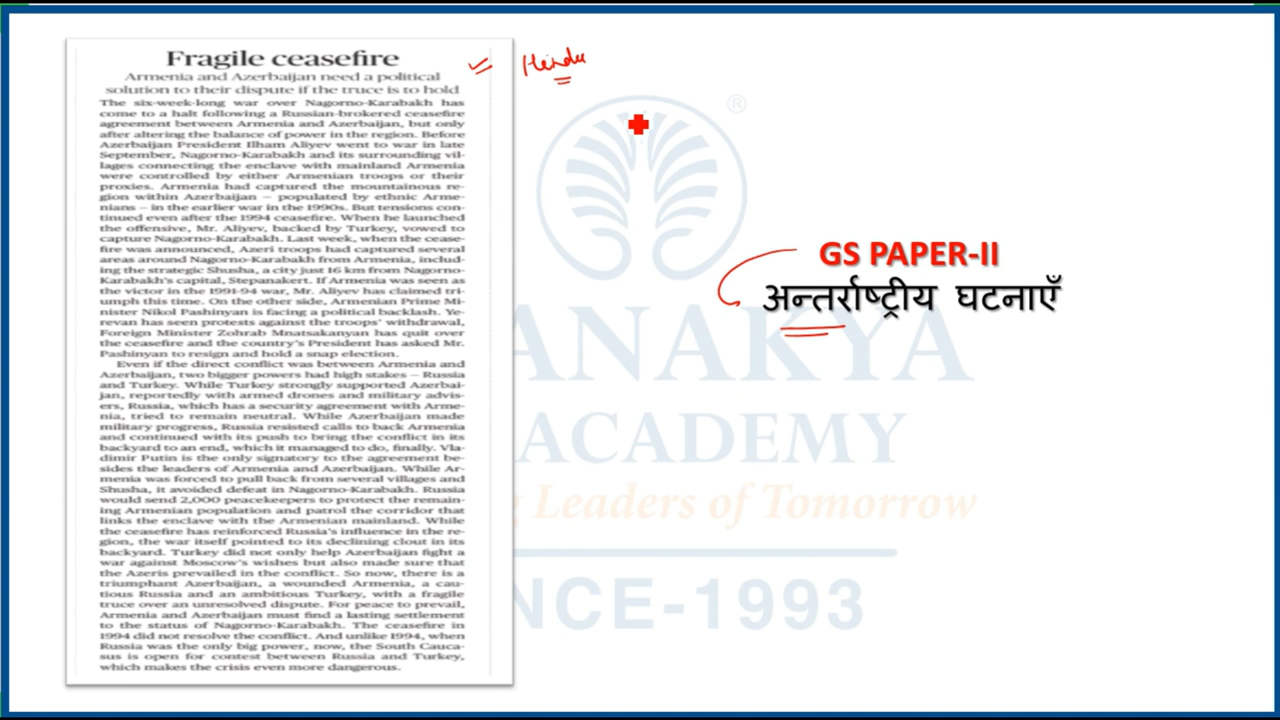 Fragile ceasefire
Armenia and Azerbaijan need a political
solution to their dispute if the truce is to hold
The six-week-long war over Nagorno-Karabakh has
come to a halt following a Russian-brokered ceasefire
agreement between Armenia and Azerbaijan, but only
after altering the balance of power in the region. Before
Azerbaijan President Ilham Aliyev went to war in late
September, Nagorno-Karabakh and its surrounding vil-
lages connecting the enclave with mainland Armenia
were controlled by either Armenian troops or their
proxies. Armenia had captured the mountainous re-
gion within Azerbaijan — populated by ethnic Arme-
nians — in the earlier war in the 1990s. But tensions con-
tinued even after the 1994 ceasefire. When he launched
the offensive, Mr. Aliyev, backed by Turkey, vowed to
capture Nagorno-Karabakh. Last week, when the cease-
fire was announced, Azeri troops had captured several
areas around Nagorno-Karabakh from Armenia, includ-
ing the strategic Shusha, a city just 16 km from Nagorno-
Karabakh's capital, Stepanakert. If Armenia was seen as
the victor in the 1991-94 war, Mr. Aliyev has claimed tri-
umph this time. On the other side, Armenian Prime Mi-
nister Nikol Pashinyan is facing a political backlash. Ye-
revan has seen protests against the troops' withdrawal,
Foreign Minister Zohrab Mnatsakanyan has quit over
the ceasefire and the country's President has asked Mr.
Pashinyan to resign and hold a snap election.
Even if the direct conflict was between Armenia and
Azerbaijan, two bigger powers had high stakes — Russia
and Turkey. While Turkey strongly supported Azerbai-
jan, reportedly with armed drones and military advis-
ers, Russia, which has a security agreement with Arme-
nia, tried to remain neutral. While Azerbaijan made
military progress, Russia resisted calls to back Armenia
and continued with its push to bring the conflict in its
backyard to an end, which it managed to do, finally. Vla-
dimir Putin is the only signatory to the agreement be-
sides the leaders of Armenia and Azerbaijan. While Ar-
menia was forced to pull back from several villages and
Shusha, it avoided defeat in Nagorno-Karabakh. Russia
would send 2,000 peacekeepers to protect the remain-
ing Armenian population and patrol the corridor that
links the enclave with the Armenian mainland. While
the ceasefire has reinforced Russia's influence in the re-
gion, the war itself pointed to its declining clout in its
backyard. Turkey did not only help Azerbaijan fight a
war against Moscow's wishes but also made sure that
the Azeris prevailed in the conflict. So now, there is a
triumphant Azerbaijan, a wounded Armenia, a cau-
tious Russia and an ambitious Turkey, with a fragile
truce over an unresolved dispute. For peace to prevail,
Armenia and Azerbaijan must find a lasting settlement
to the status of Nagorno-Karabakh. The ceasefire in
1994 did not resolve the conflict. And unlike 1994, when
Russia was the only big power, now, the South Cauca-
sus is open for contest between Russia and Turkey,
which makes the crisis even more dangerous.
Hindu
®
GS PAPER-II
अन्तर्राष्ट्रीय घटनाएँ
ANAKYA
ACADEMY
Leaders of Tomorrow
NCE-1993